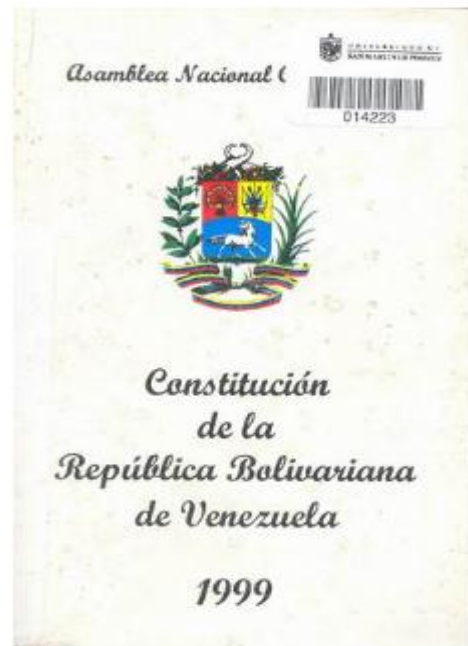 Asamblea Nacional C
014223
Constitución
de la
República Bolivariana
de Venezuela
1999